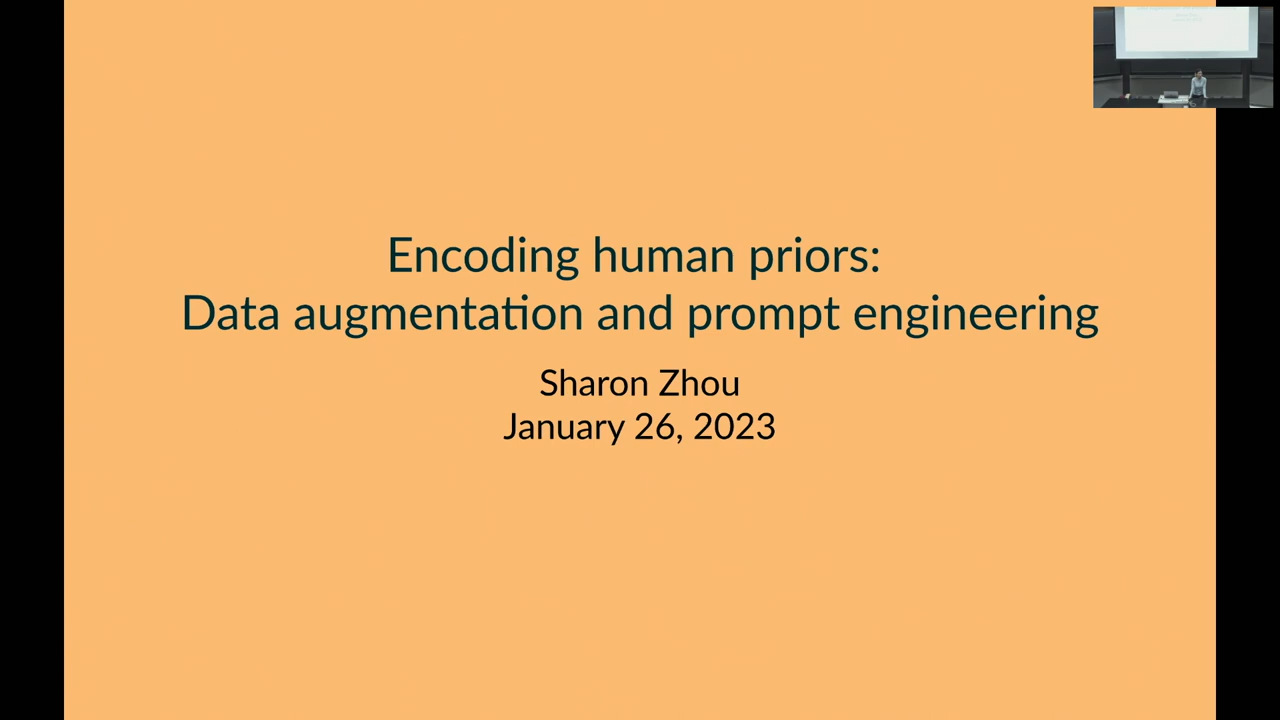 Encoding human priors:
Data augmentation and prompt engineering
Sharon Zhou
January 26, 2023